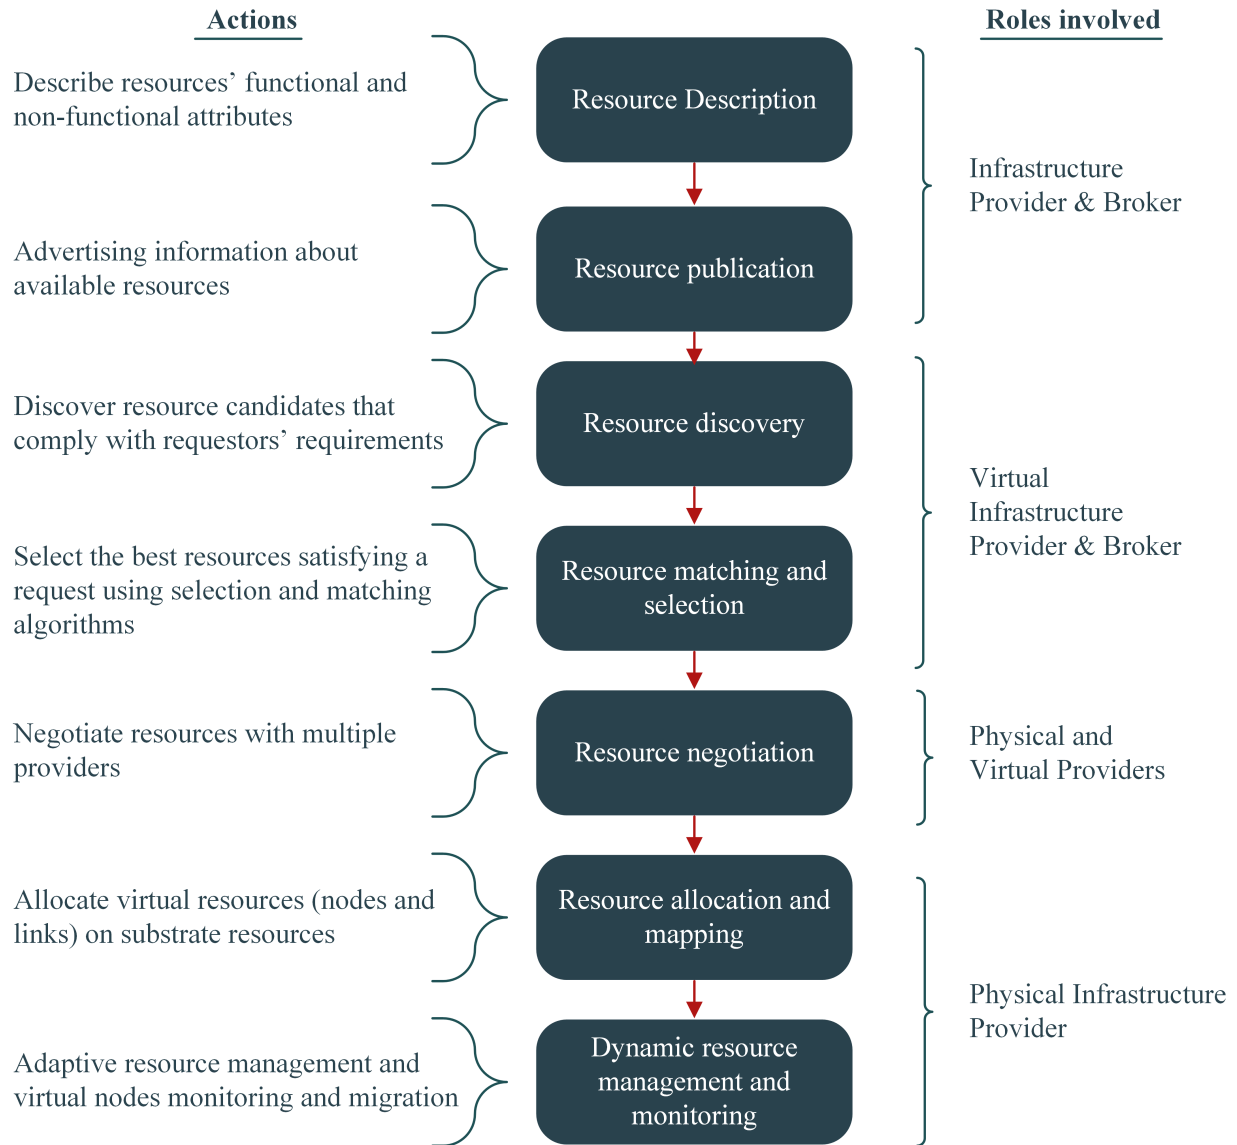 Actions
Roles involved
Describe resources’ functional and
non-functional attributes
Resource Description
Infrastructure
Provider & Broker
Advertising information about
available resources
Resource publication
Discover resource candidates that
comply with requestors’ requirements
Resource discovery
Virtual
Infrastructure
Provider & Broker
Select the best resources satisfying a
request using selection and matching
algorithms
Resource matching and
selection
Negotiate resources with multiple
providers
Resource negotiation
Physical and
Virtual Providers
Allocate virtual resources (nodes and
links) on substrate resources
Resource allocation and
mapping
Physical Infrastructure
Provider
Adaptive resource management and
virtual nodes monitoring and migration
Dynamic resource
management and
monitoring